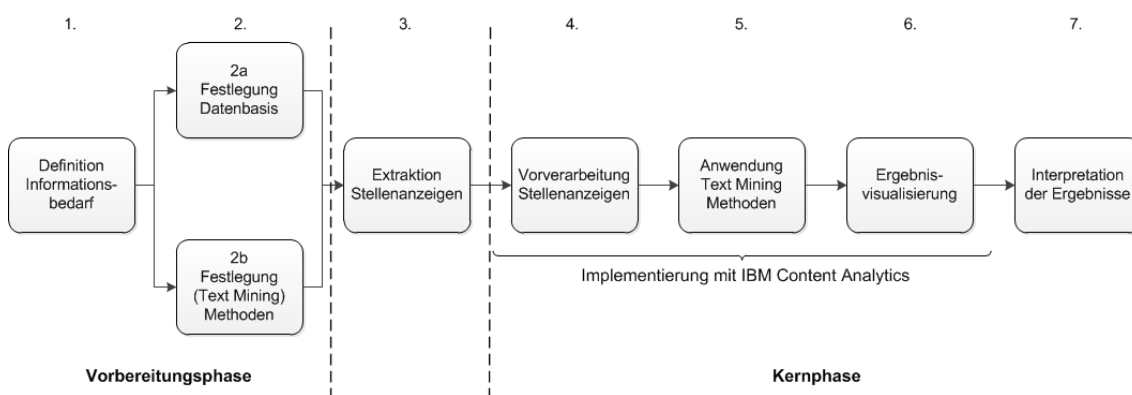 1.
2.
3.
4.
5.
6.
7.
2a
Festlegung
Datenbasis
Definition
Informations-
bedarf
2b
Festlegung
(Text Mining)
Methoden
Extraktion
Stellenanzeigen
Vorverarbeitung
Stellenanzeigen
Anwendung
Text Mining
Methoden
Ergebnis-
visualisierung
Interpretation
der Ergebnisse
Implementierung mit IBM Content Analytics
Vorbereitungsphase
Kernphase